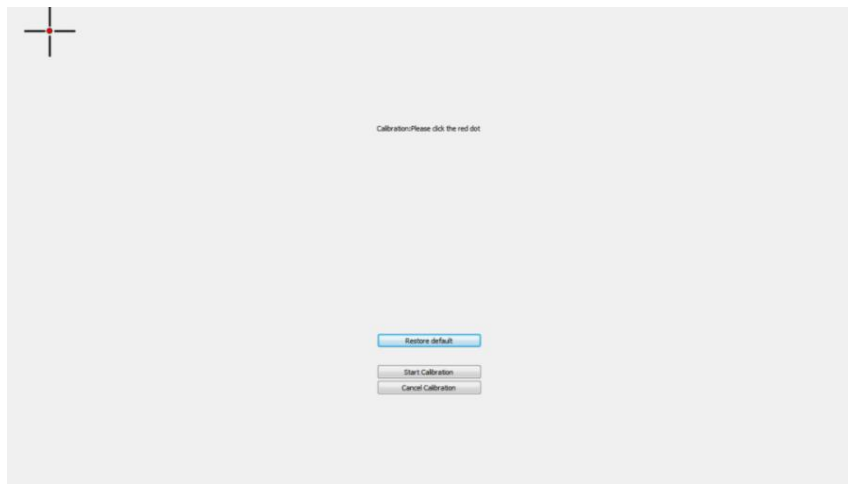 Calibration:Please click the red dot
Restore default
Start Calibration
Cancel Calibration